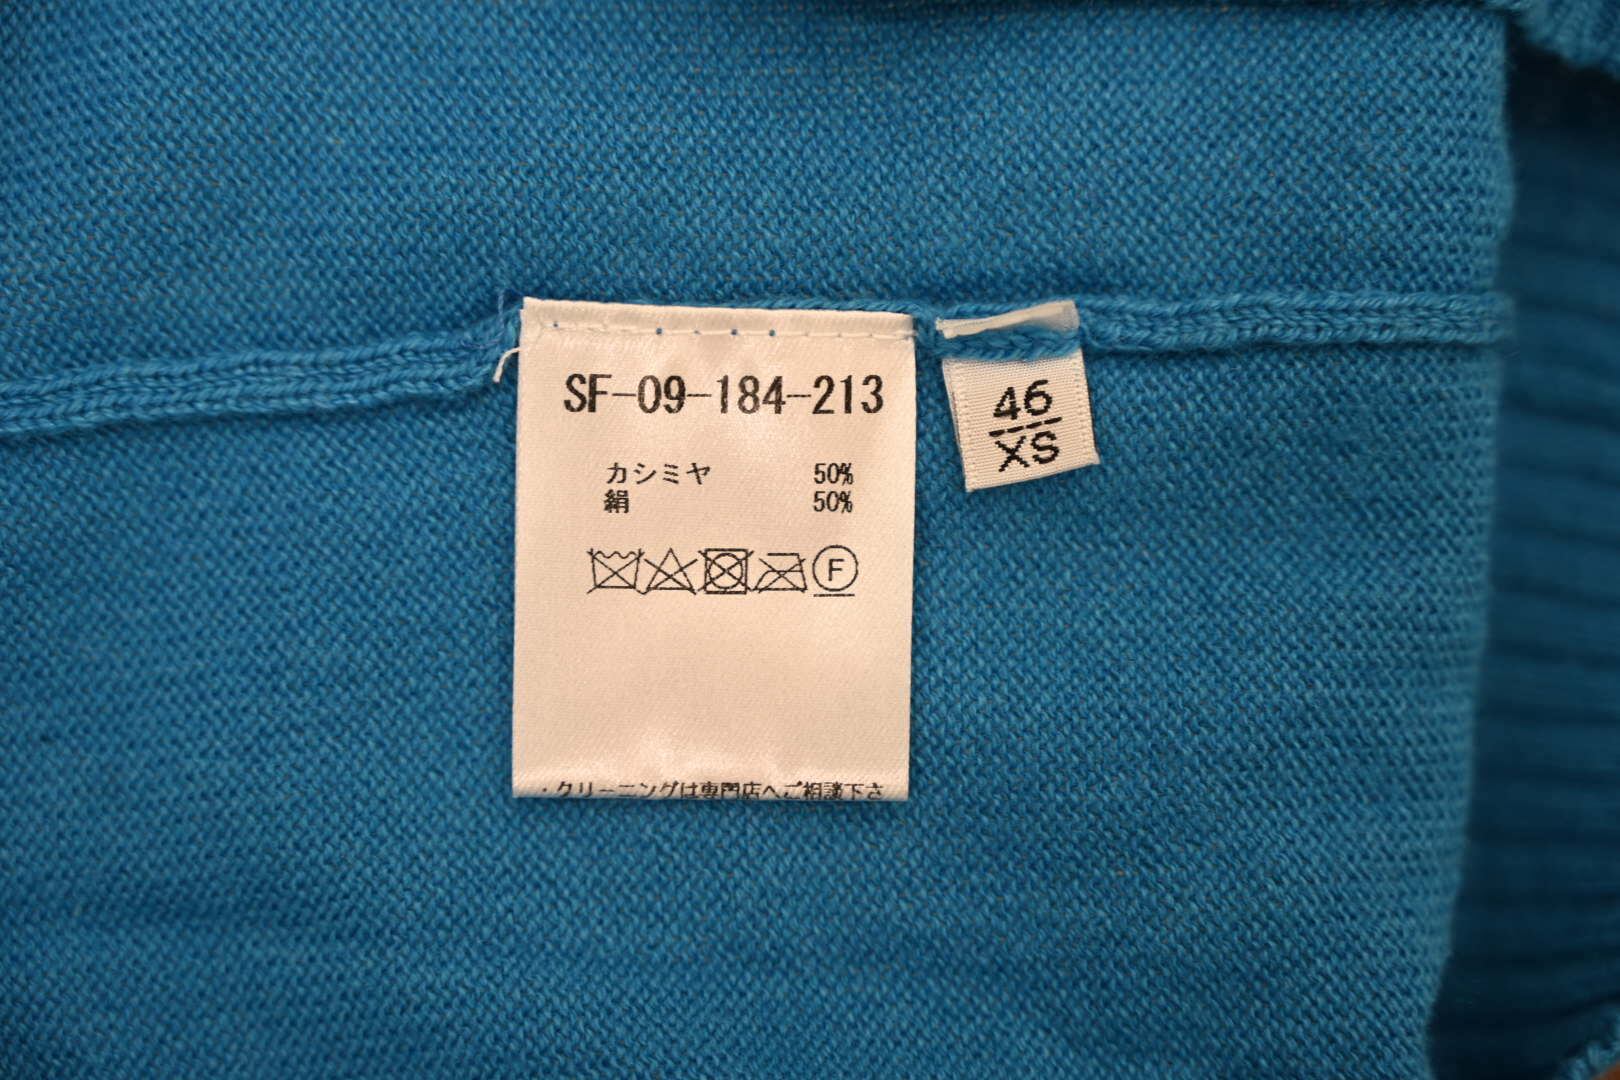 SF-09-184-213
カシミヤ 50%
絹 50%
F
・クリーニングは専門店へご相談下さ
46
XS